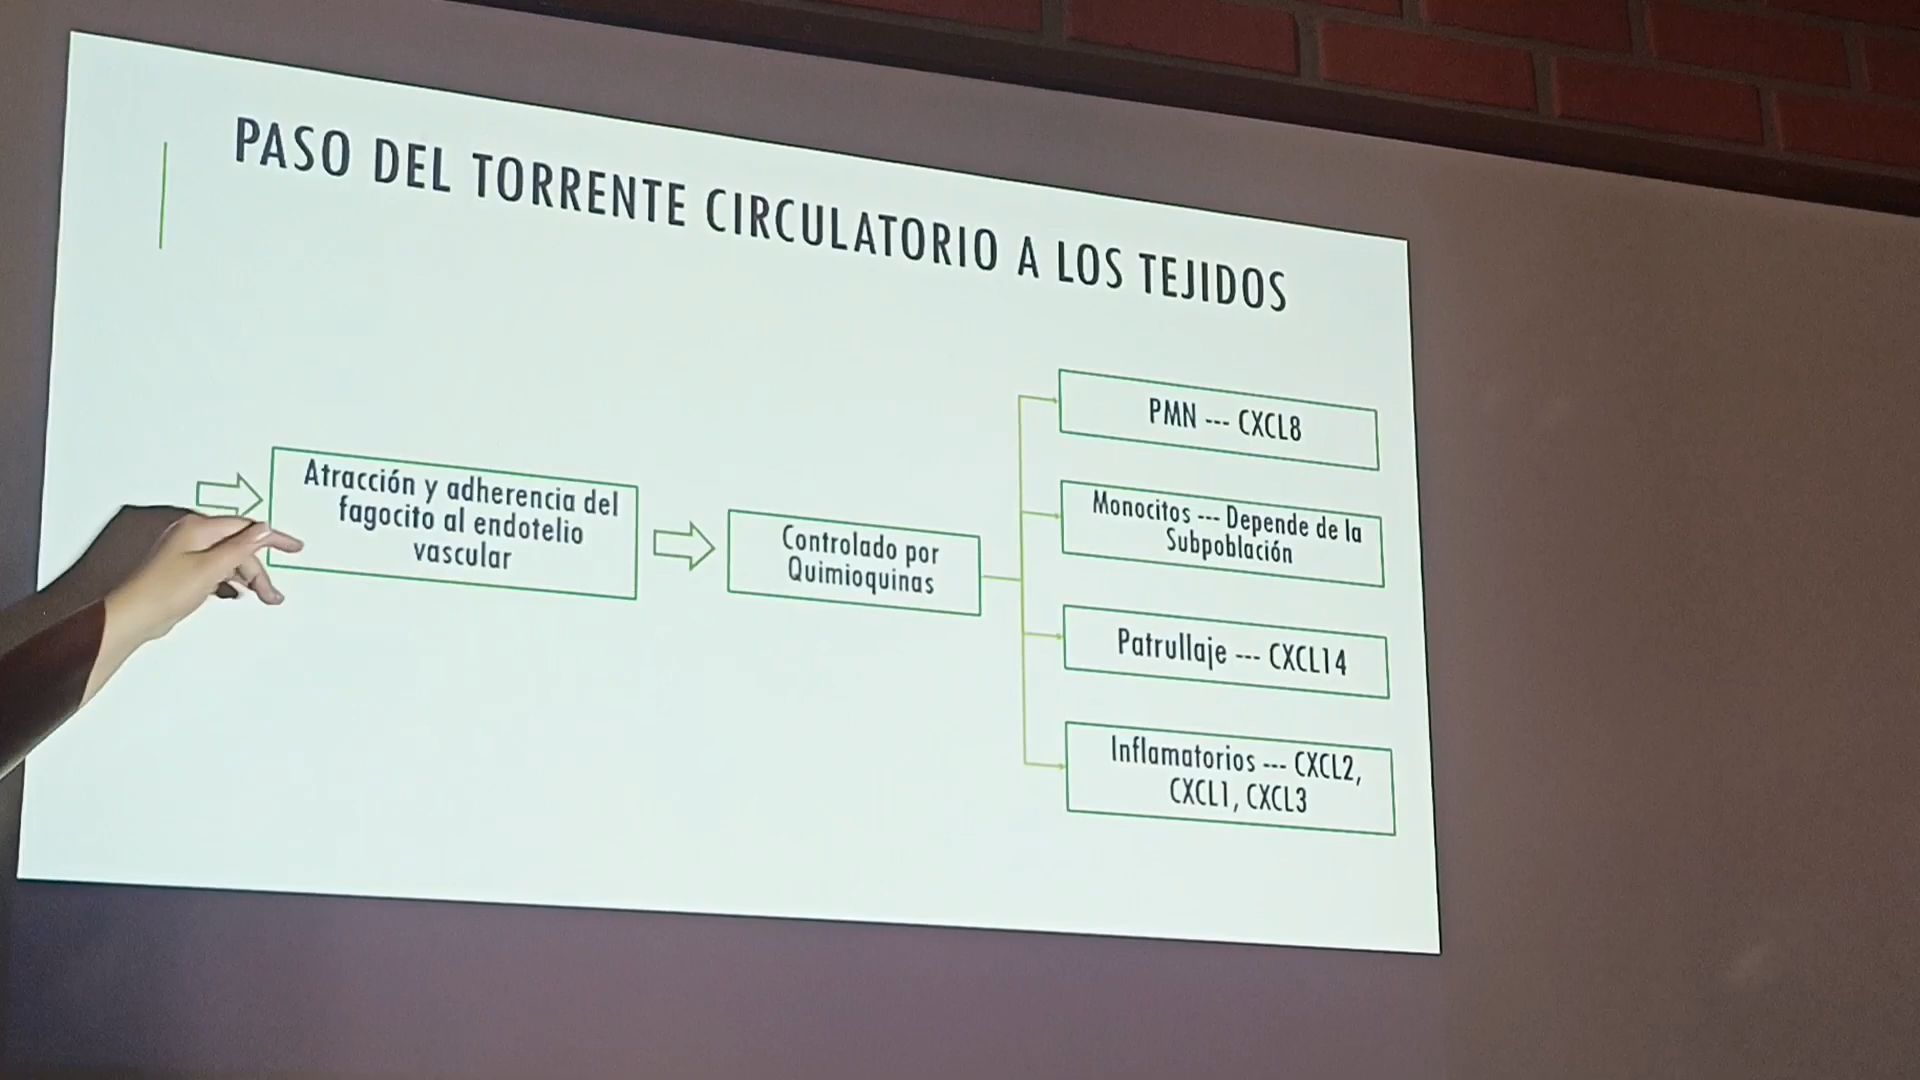 PASO DEL TORRENTE CIRCULATORIO A LOS TEJIDOS
Atracción y adherencia del
fagocito al endotelio
vascular
Controlado por
Quimioquinas
PMN --- CXCL8
Monocitos --- Depende de la
Subpoblación
Patrullaje --- CXCL14
Inflamatorios --- CXCL2,
CXCL1, CXCL3